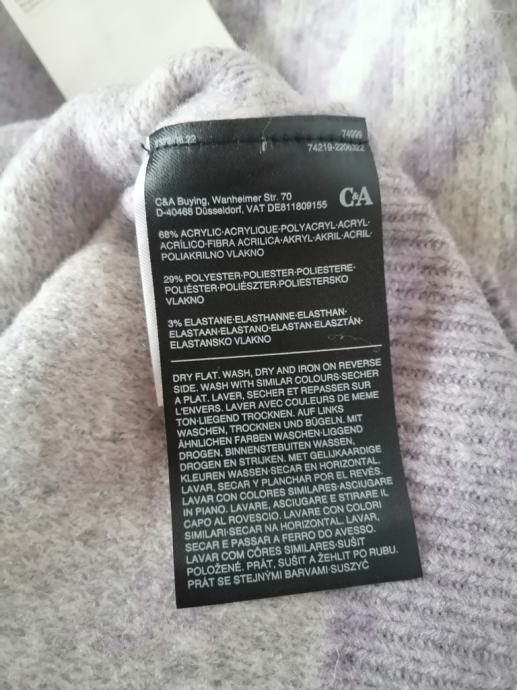 74999
74219-2206322
C&A
C&A Buying, Wanheimer Str. 70
D-40468 Düsseldorf, VAT DE811809155
68% ACRYLIC·ACRYLIQUE·POLYACRYL·ACRYL·
ACRÍLICO·FIBRA ACRILICA·AKRYL·AKRIL·ACRIL·
POLIAKRILNO VLAKNO
29% POLYESTER·POLIESTER·POLIESTERE·
POLIÉSTER·POLIÉSZTER·POLIESTERSKO
VLAKNO
3% ELASTANE·ELASTHANNE·ELASTHAN·
ELASTAAN·ELASTANO·ELASTAN·ELASZTÁN·
ELASTANSKO VLAKNO
DRY FLAT. WASH, DRY AND IRON ON REVERSE
SIDE. WASH WITH SIMILAR COLOURS·SECHER
A PLAT. LAVER, SECHER ET REPASSER SUR
L'ENVERS. LAVER AVEC COULEURS DE MEME
TON·LIEGEND TROCKNEN. AUF LINKS
WASCHEN, TROCKNEN UND BÜGELN. MIT
ÄHNLICHEN FARBEN WASCHEN·LIGGEND
DROGEN. BINNENSTEBUITEN WASSEN,
DROGEN EN STRIJKEN. MET GELIJKAARDIGE
KLEUREN WASSEN·SECAR EN HORIZONTAL.
LAVAR, SECAR Y PLANCHAR POR EL REVÉS.
LAVAR CON COLORES SIMILARES·ASCIUGARE
IN PIANO. LAVARE, ASCIUGARE E STIRARE IL
CAPO AL ROVESCIO. LAVARE CON COLORI
SIMILARI·SECAR NA HORIZONTAL. LAVAR,
SECAR E PASSAR A FERRO DO AVESSO.
LAVAR COM CÔRES SIMILARES·SUŠIT
POLOŽENÉ. PRÁT, SUŠIT A ŽEHLIT PO RUBU.
PRÁT SE STEJNÝMI BARVAMI·SUSZYĆ